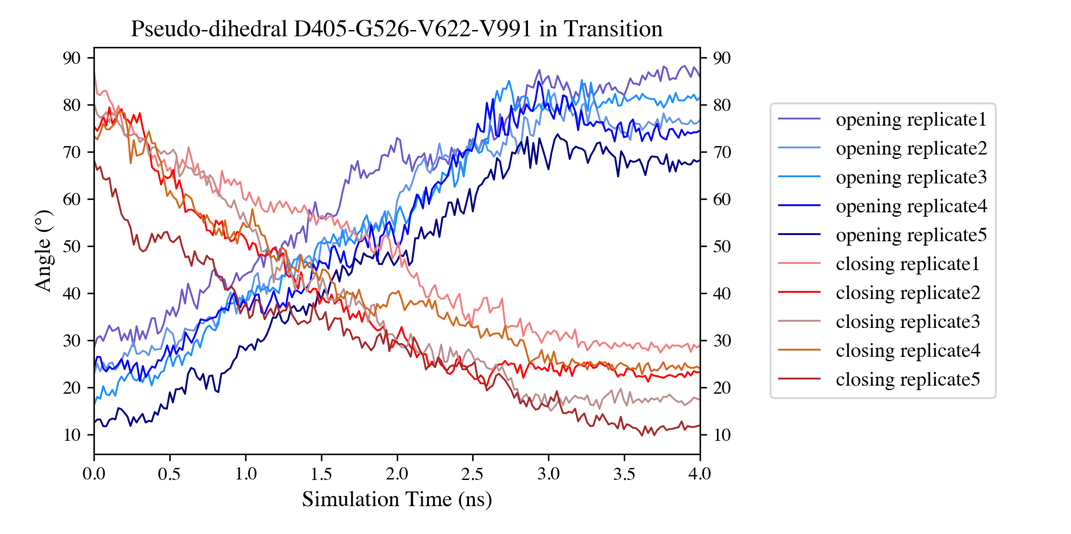 Pseudo-dihedral D405-G526-V622-V991 in Transition
90
80
70
60
50
40
30
20
10
Angle (°)
90
80
70
60
50
40
30
20
10
0.0 0.5 1.0 1.5 2.0 2.5 3.0 3.5 4.0
Simulation Time (ns)
opening replicate1
opening replicate2
opening replicate3
opening replicate4
opening replicate5
closing replicate1
closing replicate2
closing replicate3
closing replicate4
closing replicate5